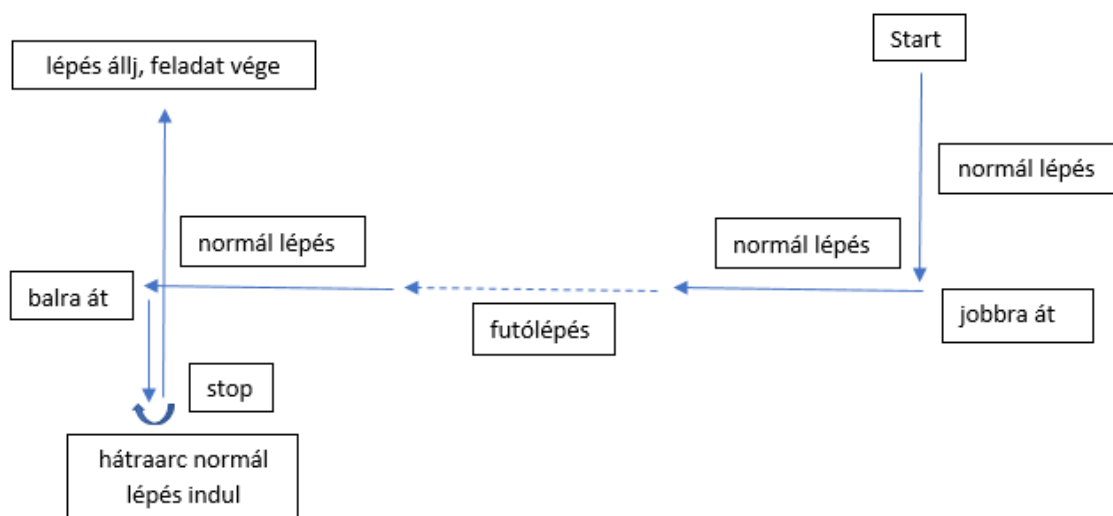 Start
lépés állj, feladat vége
normál lépés
normál lépés
normál lépés
balra át
jobbra át
futólépés
stop
hátraarc normál
lépés indul